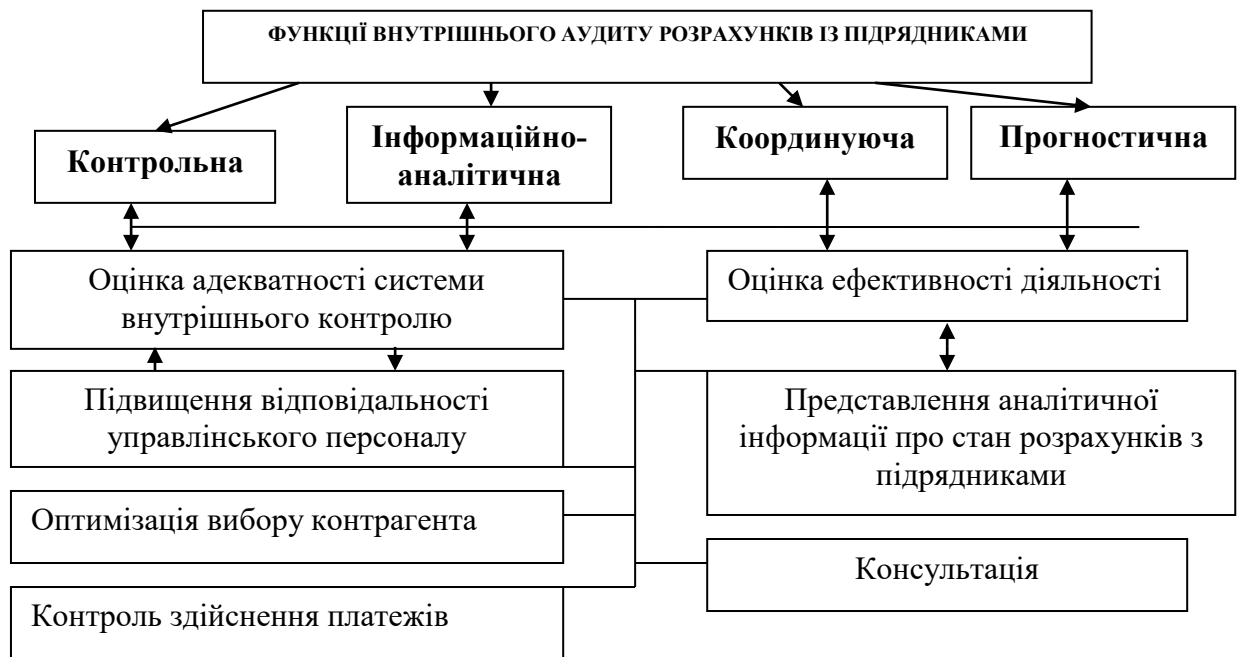 ФУНКЦІЇ ВНУТРІШНЬОГО АУДИТУ РОЗРАХУНКІВ ІЗ ПІДРЯДНИКАМИ
Контрольна
Інформаційно-
аналітична
Координуюча
Прогностична
Оцінка адекватності системи
внутрішнього контролю
Оцінка ефективності діяльності
Підвищення відповідальності
управлінського персоналу
Представлення аналітичної
інформації про стан розрахунків з
підрядниками
Оптимізація вибору контрагента
Консультація
Контроль здійснення платежів